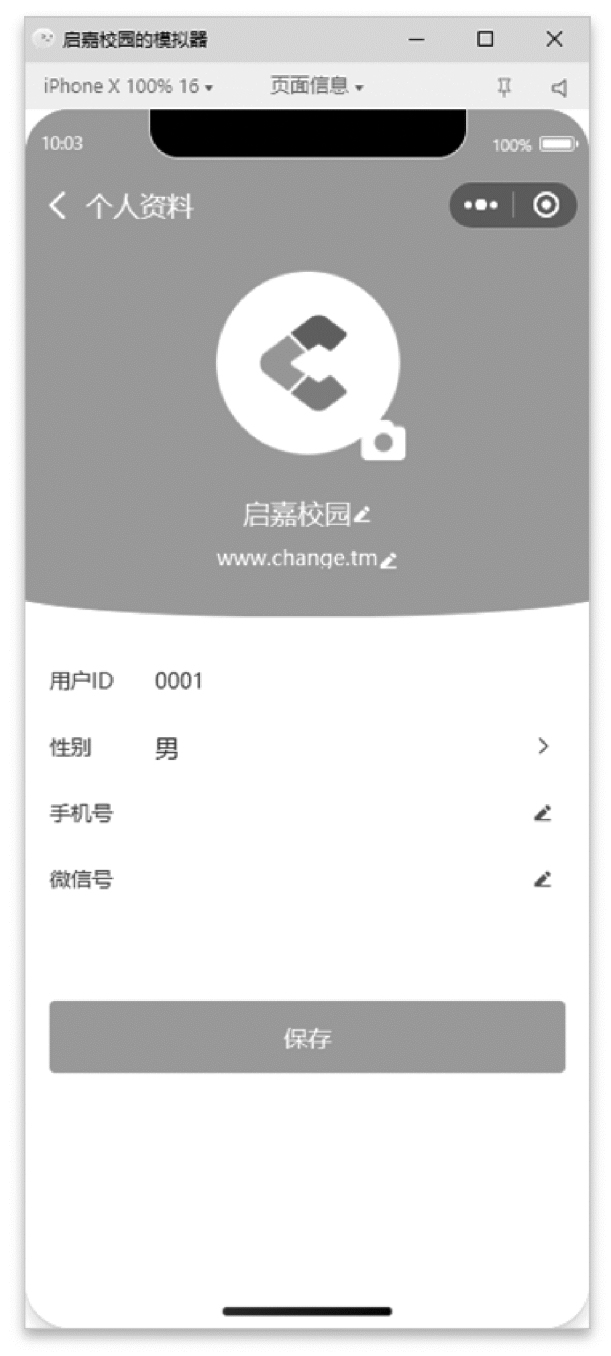 启嘉校园的模拟器
iPhone X 100% 16 页面信息
10:03 100%
个人资料
启嘉校园
www.change.tm
用户ID 0001
性别 男
手机号
微信号
保存